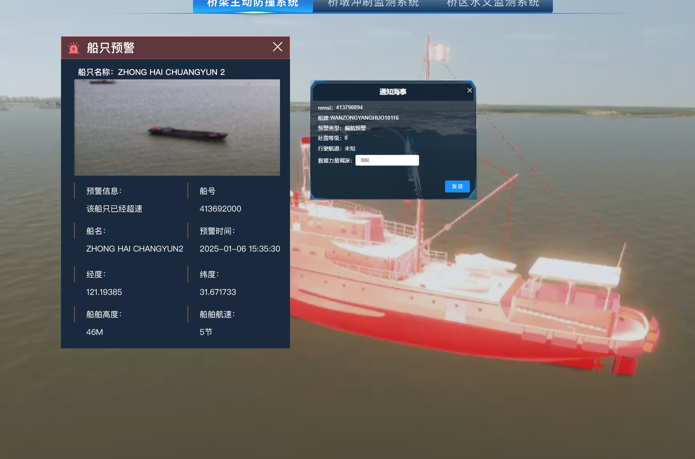 桥梁主动防撞系统
桥墩冲刷监测系统
桥区水文监测系统
船只预警
船只名称：ZHONG HAI CHUANGYUN 2
预警信息：
船号
该船只已经超速
413692000
船名：
预警时间：
ZHONG HAI CHANGYUN2
2025-01-06 15:35:30
经度：
纬度：
121.19385
31.671733
船舶高度：
船舶航速：
46M
5节
通知海事
mmsi：413790894
船牌:WANZONGYANGHUO10116
预警类型：偏航预警
处置等级：0
行驶航道：未知
救援力量调派：
发送